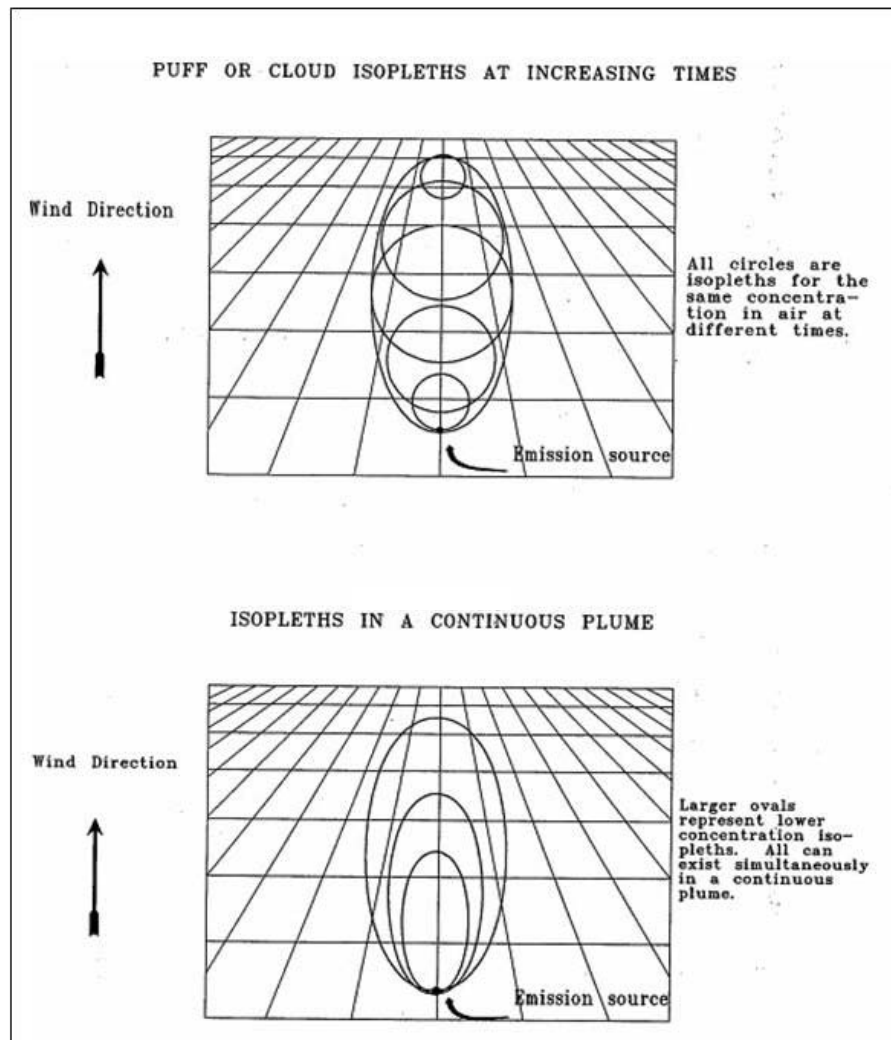 PUFF OR CLOUD ISOPLETHS AT INCREASING TIMES
Wind Direction
All circles are
isopleths for the
same concentra-
tion in air at
different times.
Emission source
ISOPLETHS IN A CONTINUOUS PLUME
Wind Direction
Larger ovals
represent lower
concentration iso-
pleths. All can
exist simultaneously
in a continuous
plume.
Emission source